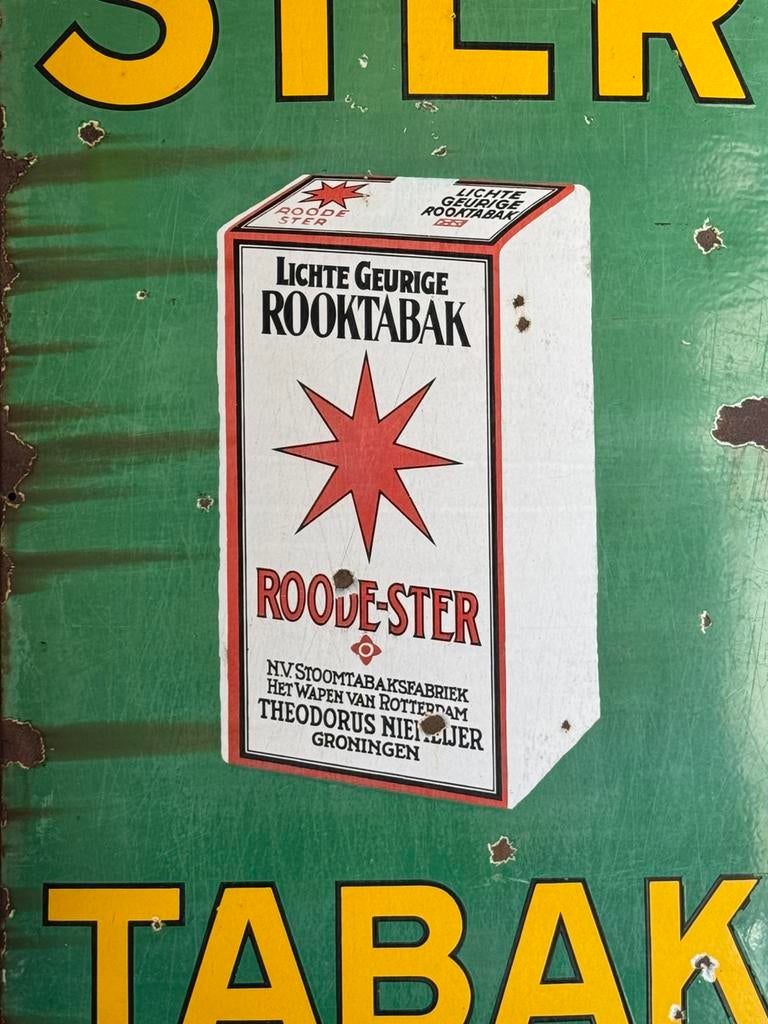 STER
ROODE
STER
LICHTE
GEURIGE
ROOKTABAK
LICHTE GEURIGE
ROOKTABAK
ROODE-STER
N.V. STOOMTABAKSFABRIEK
HET WAPEN VAN ROTTERDAM
THEODORUS NIEMEIJER
GRONINGEN
TABAK